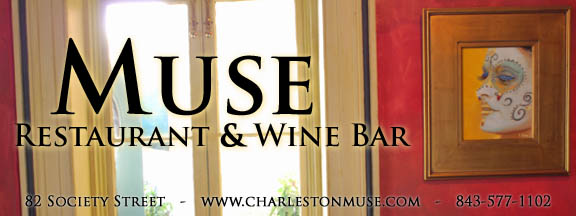 Muse
Restaurant & Wine Bar
82 Society Street - www.charlestonmuse.com - 843-577-1102